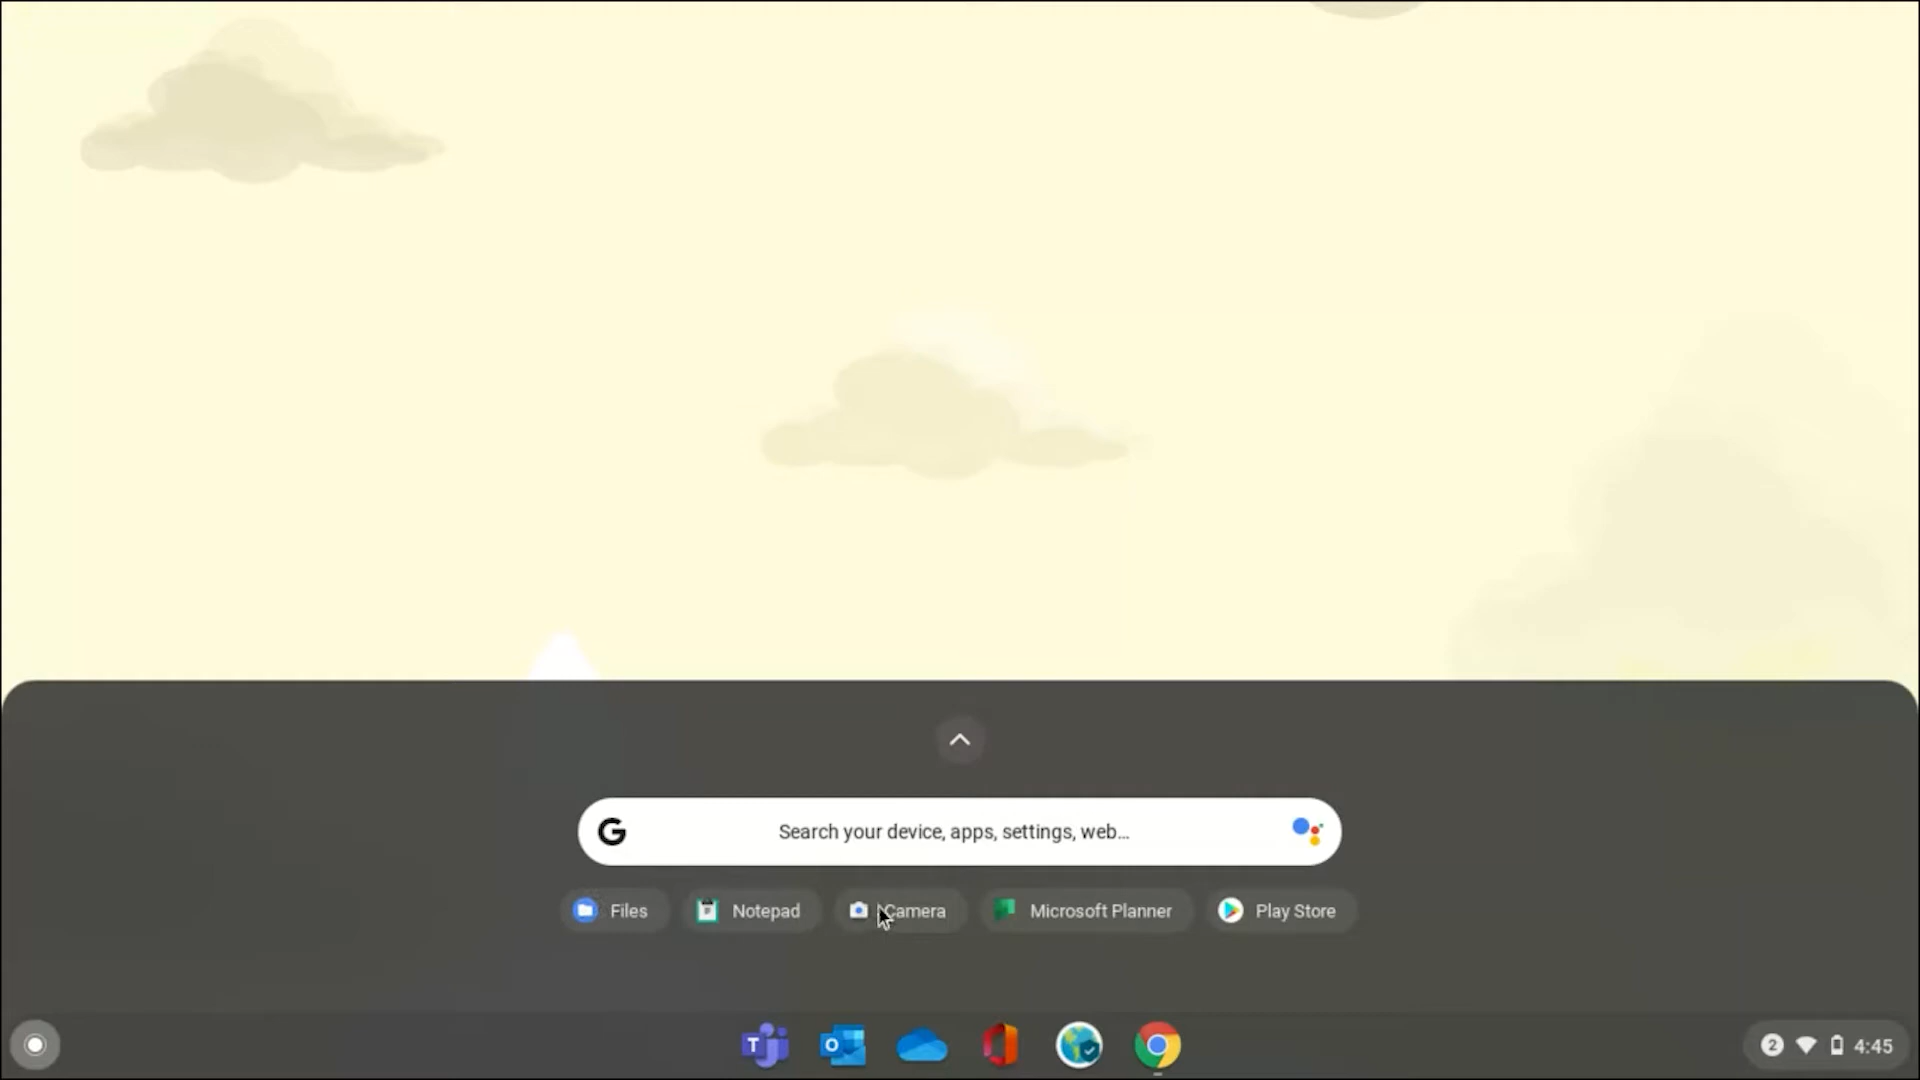 Search your device, apps, settings, web...
Files Notepad Camera Microsoft Planner Play Store
2 4:45